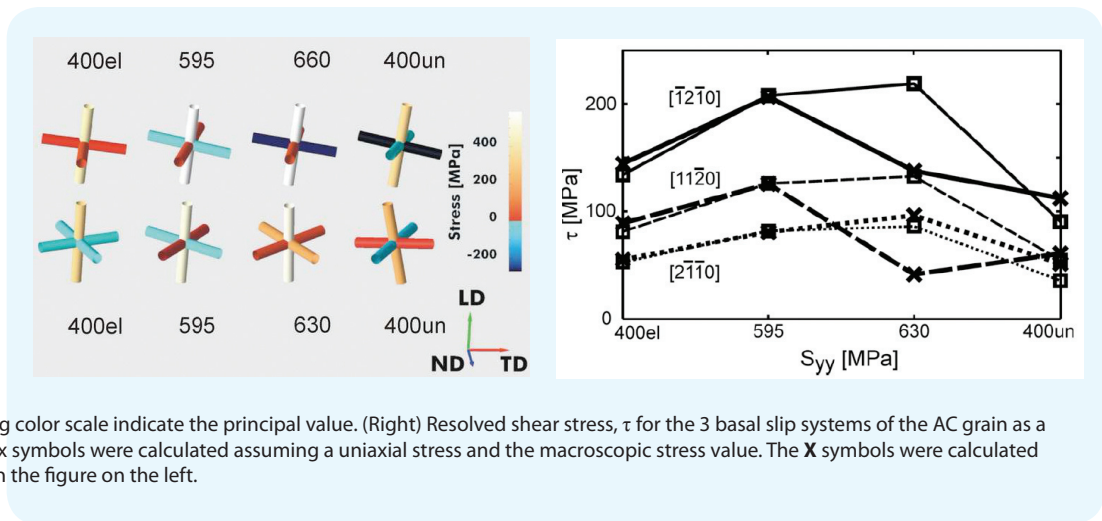 400el 595 660 400un
400
200
0
-200
Stress [MPa]
400el 595 630 400un
LD
ND TD
200
100
0
τ [MPa]
[1̅21̅0]
[112̅0]
[21̅1̅0]
400el 595 630 400un
Syy [MPa]
g color scale indicate the principal value. (Right) Resolved shear stress, τ for the 3 basal slip systems of the AC grain as a
x symbols were calculated assuming a uniaxial stress and the macroscopic stress value. The X symbols were calculated
the figure on the left.